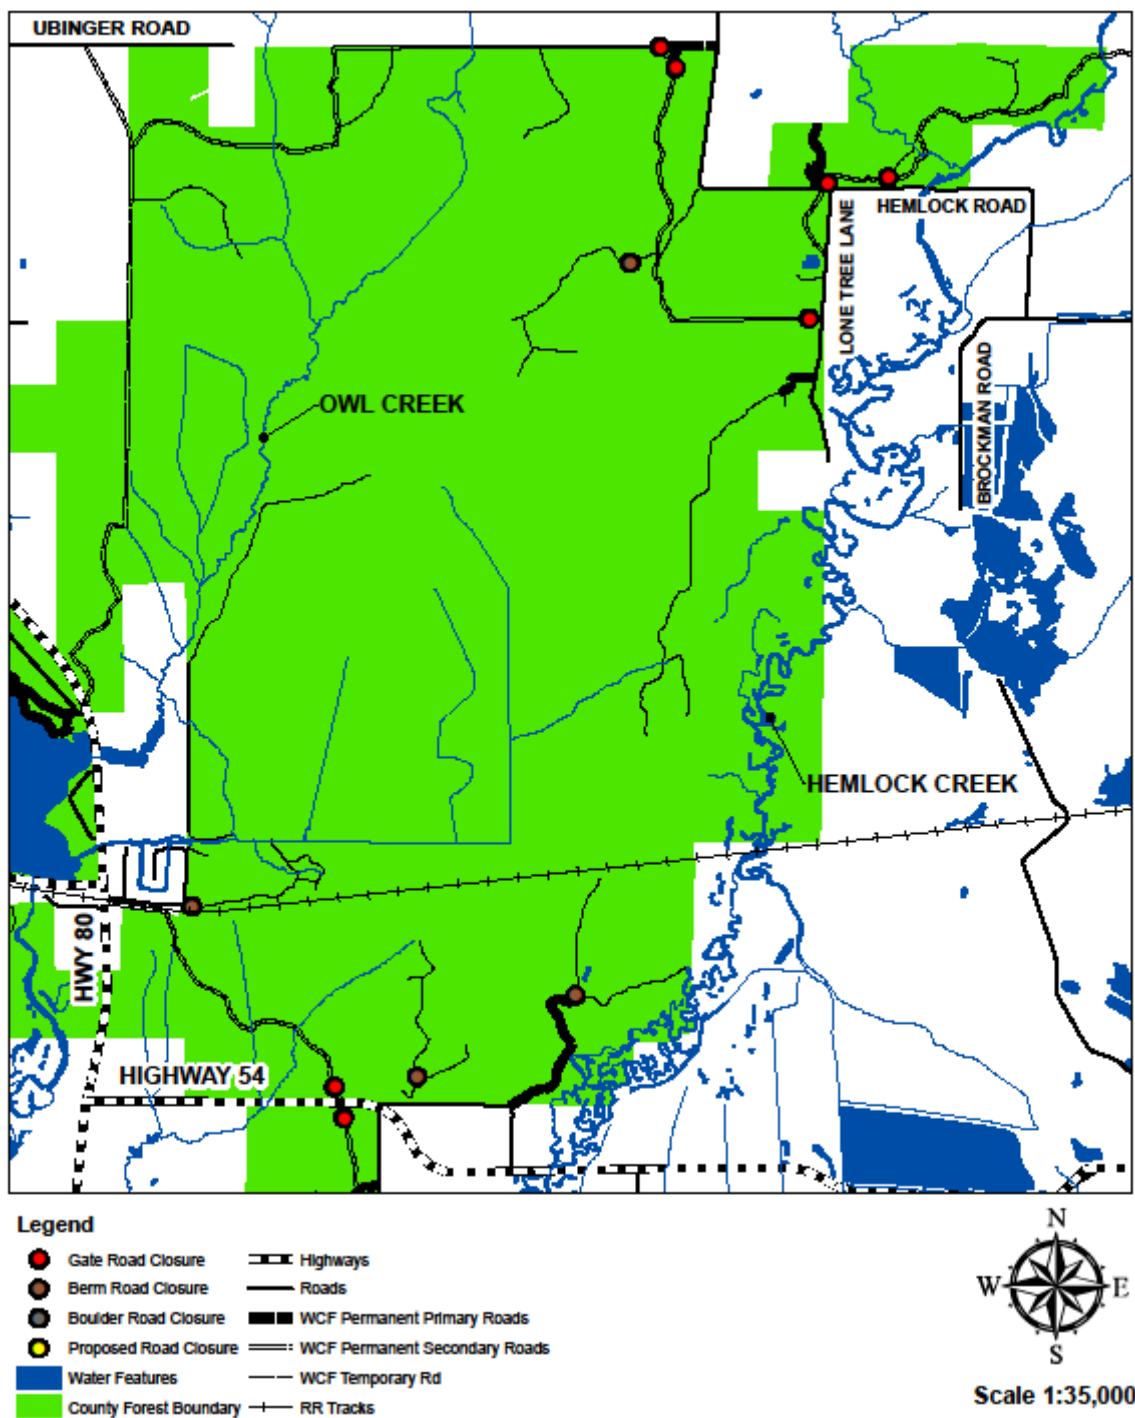 UBINGER ROAD
HEMLOCK ROAD
LONE TREE LANE
OWL CREEK
BROCKMAN ROAD
HEMLOCK CREEK
HWY 80
HIGHWAY 54
Legend
Gate Road Closure
Berm Road Closure
Boulder Road Closure
Proposed Road Closure
Water Features
County Forest Boundary
Highways
Roads
WCF Permanent Primary Roads
WCF Permanent Secondary Roads
WCF Temporary Rd
RR Tracks
N
W E
S
Scale 1:35,000